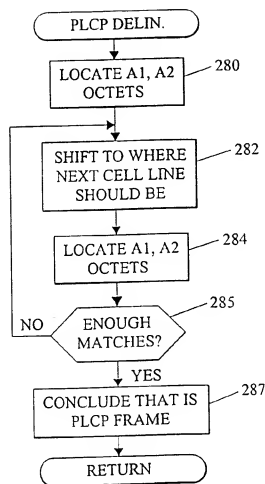 PLCP DELIN.
LOCATE A1, A2
OCTETS
280
SHIFT TO WHERE
NEXT CELL LINE
SHOULD BE
282
LOCATE A1, A2
OCTETS
284
ENOUGH
MATCHES?
285
NO
YES
CONCLUDE THAT IS
PLCP FRAME
287
RETURN